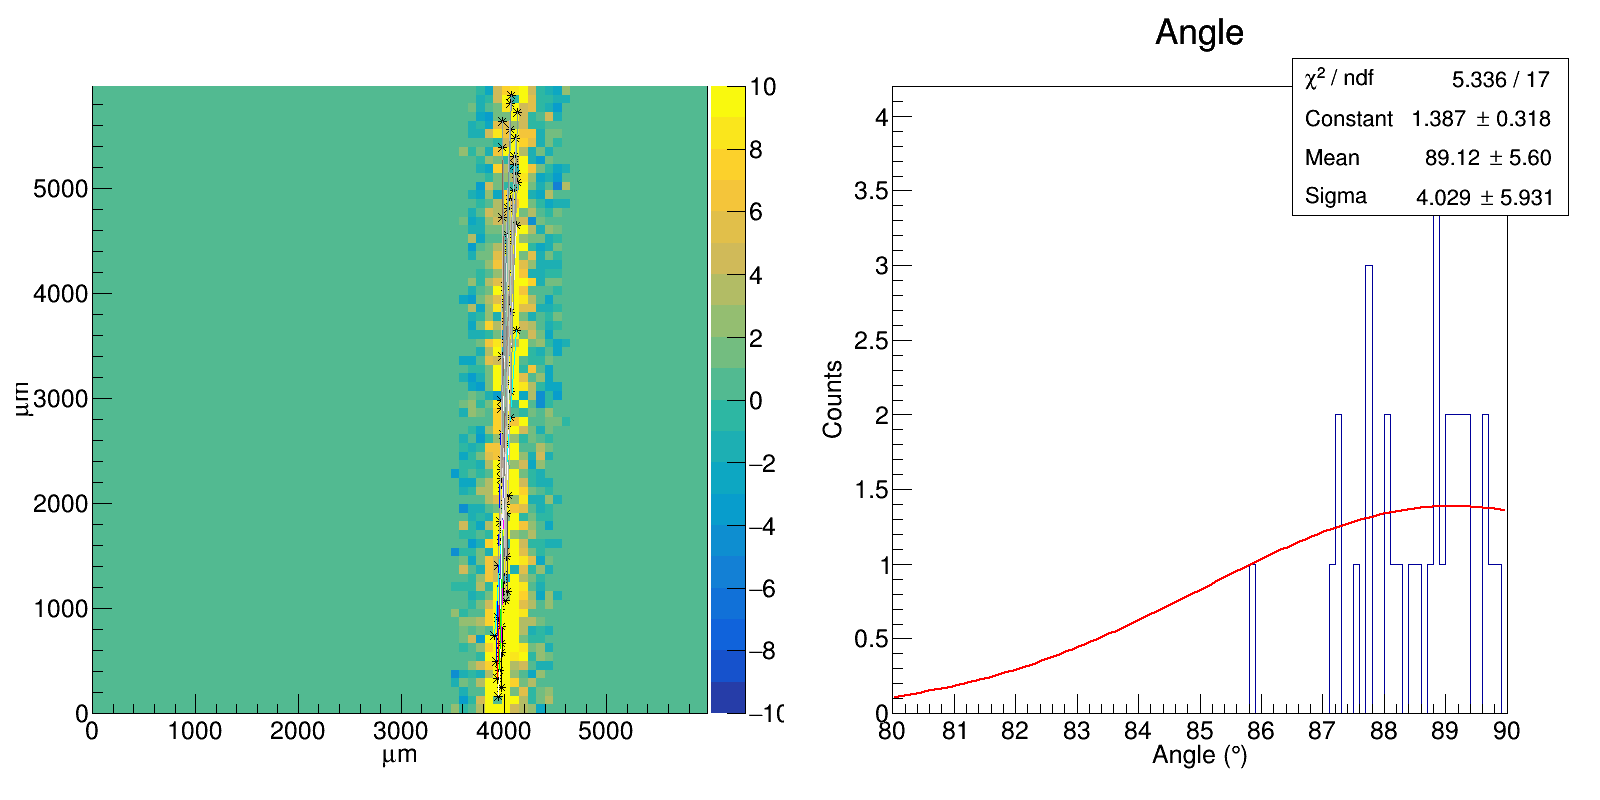 Angle
χ² / ndf 5.336 / 17
Constant 1.387 ± 0.318
Mean 89.12 ± 5.60
Sigma 4.029 ± 5.931
μm
5000
4000
3000
2000
1000
0
0 1000 2000 3000 4000 5000
μm
10
8
6
4
2
0
−2
−4
−6
−8
−10
Counts
4
3.5
3
2.5
2
1.5
1
0.5
0
80 81 82 83 84 85 86 87 88 89 90
Angle (°)